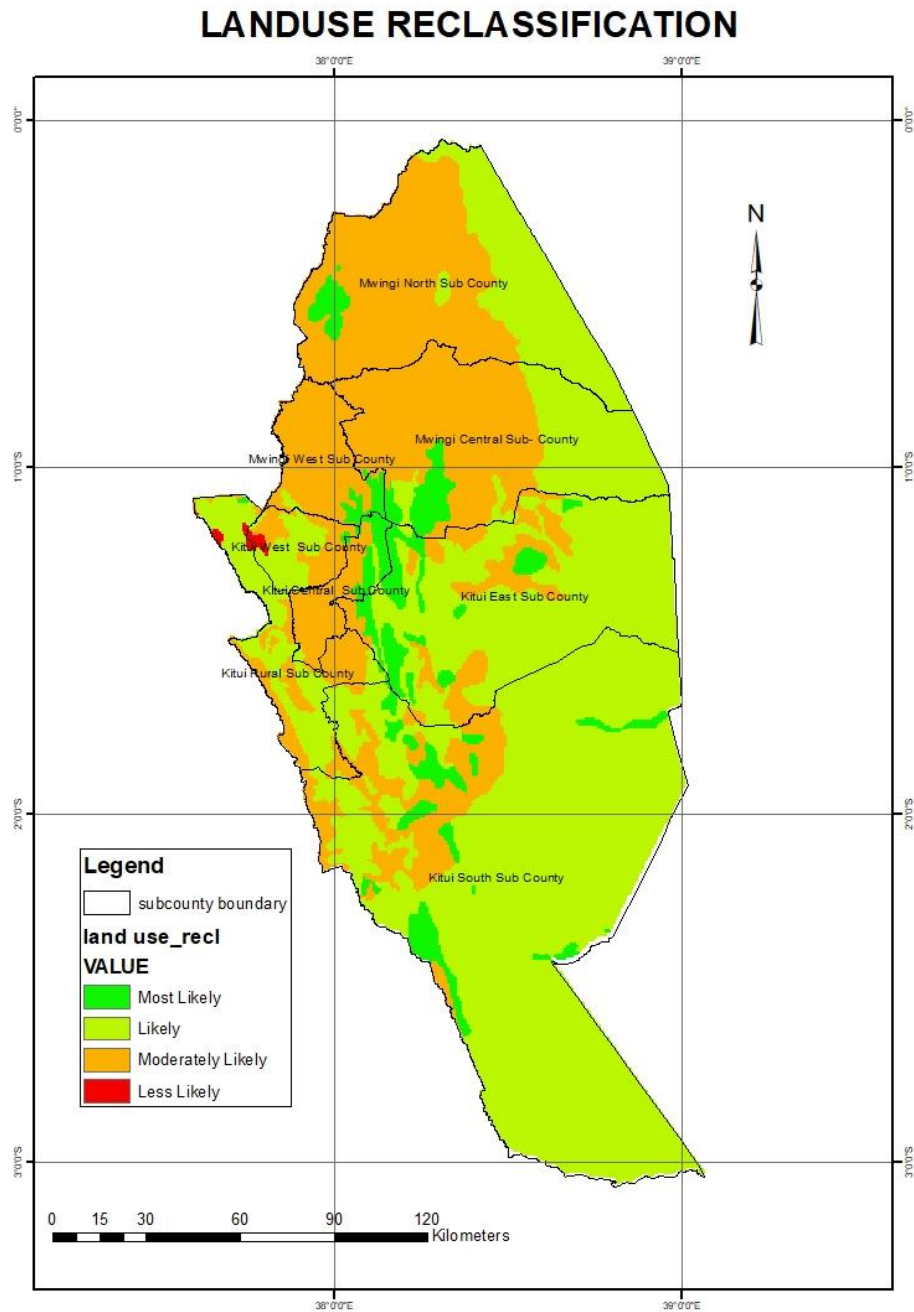 LANDUSE RECLASSIFICATION
38°0'0"E
39°0'0"E
0°0'0"
0°0'0"
N
Mwingi North Sub County
Mwingi Central Sub- County
Mwingi West Sub County
1°0'0"S
1°0'0"S
Kitui West Sub County
Kitui Central Sub County
Kitui East Sub County
Kitui Rural Sub County
2°0'0"S
2°0'0"S
Kitui South Sub County
Legend
subcounty boundary
land use_recl
VALUE
Most Likely
Likely
Moderately Likely
Less Likely
3°0'0"S
3°0'0"S
0 15 30 60 90 120
Kilometers
38°0'0"E
39°0'0"E